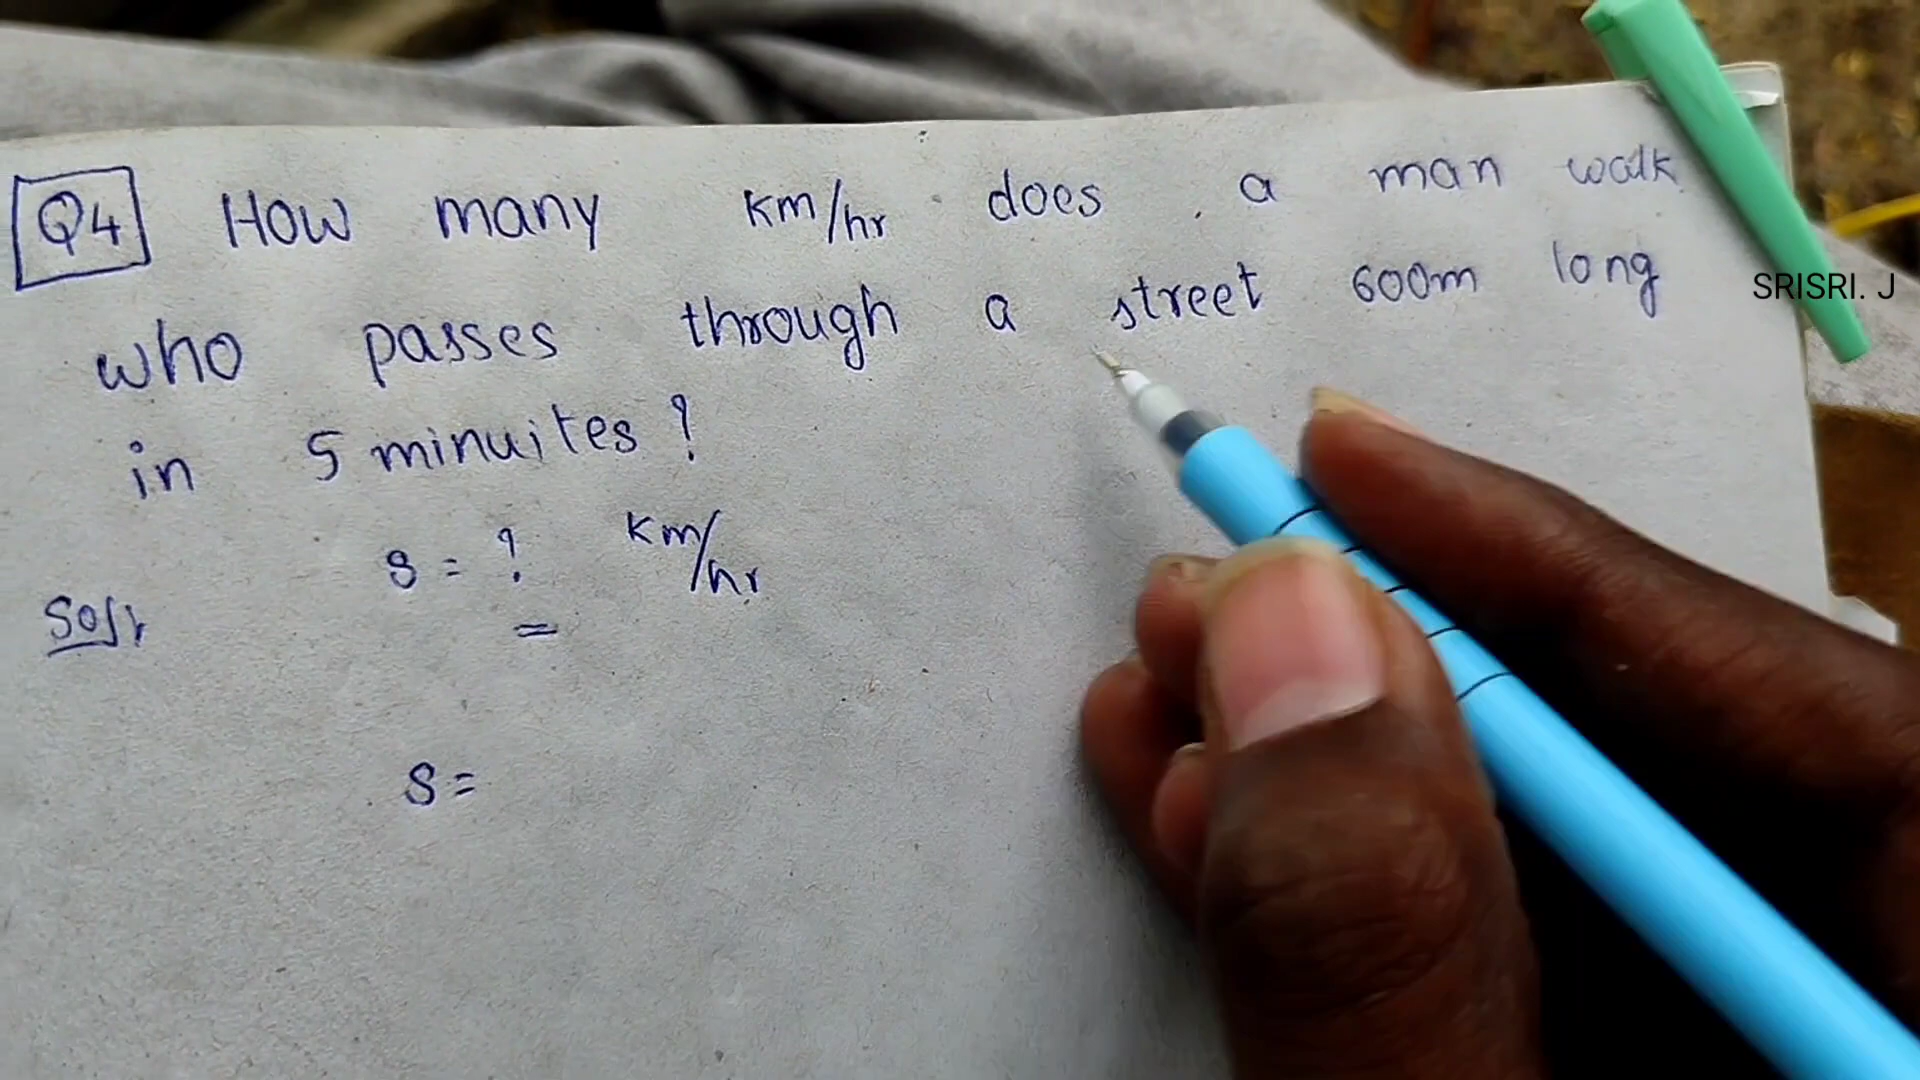 Q4 How many km/hr does a man walk
who passes through a street 600m long
in 5 minuites?
s = ? km/hr
=
Soln
s =
SRISRI. J